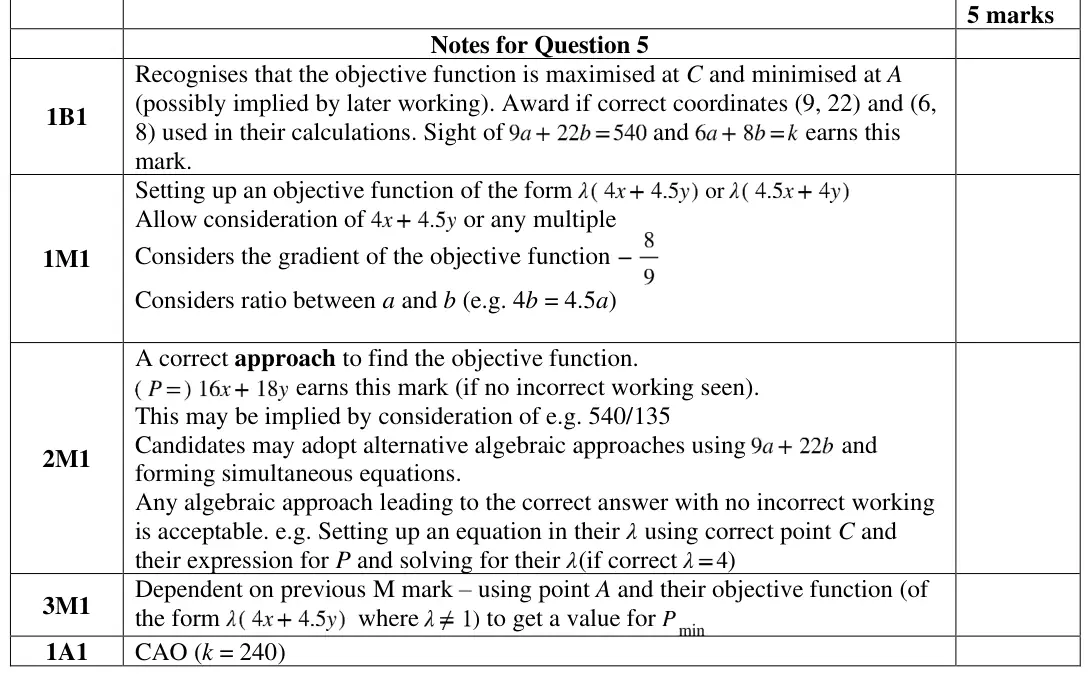 5 marks
Notes for Question 5
1B1
Recognises that the objective function is maximised at C and minimised at A
(possibly implied by later working). Award if correct coordinates (9, 22) and (6,
8) used in their calculations. Sight of 9a + 22b = 540 and 6a + 8b = k earns this
mark.
1M1
Setting up an objective function of the form λ( 4x + 4.5y) or λ( 4.5x + 4y)
Allow consideration of 4x + 4.5y or any multiple
Considers the gradient of the objective function − 8/9
Considers ratio between a and b (e.g. 4b = 4.5a)
2M1
A correct approach to find the objective function.
( P = ) 16x + 18y earns this mark (if no incorrect working seen).
This may be implied by consideration of e.g. 540/135
Candidates may adopt alternative algebraic approaches using 9a + 22b and
forming simultaneous equations.
Any algebraic approach leading to the correct answer with no incorrect working
is acceptable. e.g. Setting up an equation in their λ using correct point C and
their expression for P and solving for their λ(if correct λ = 4)
3M1
Dependent on previous M mark – using point A and their objective function (of
the form λ( 4x + 4.5y) where λ ≠ 1) to get a value for P min
1A1
CAO (k = 240)